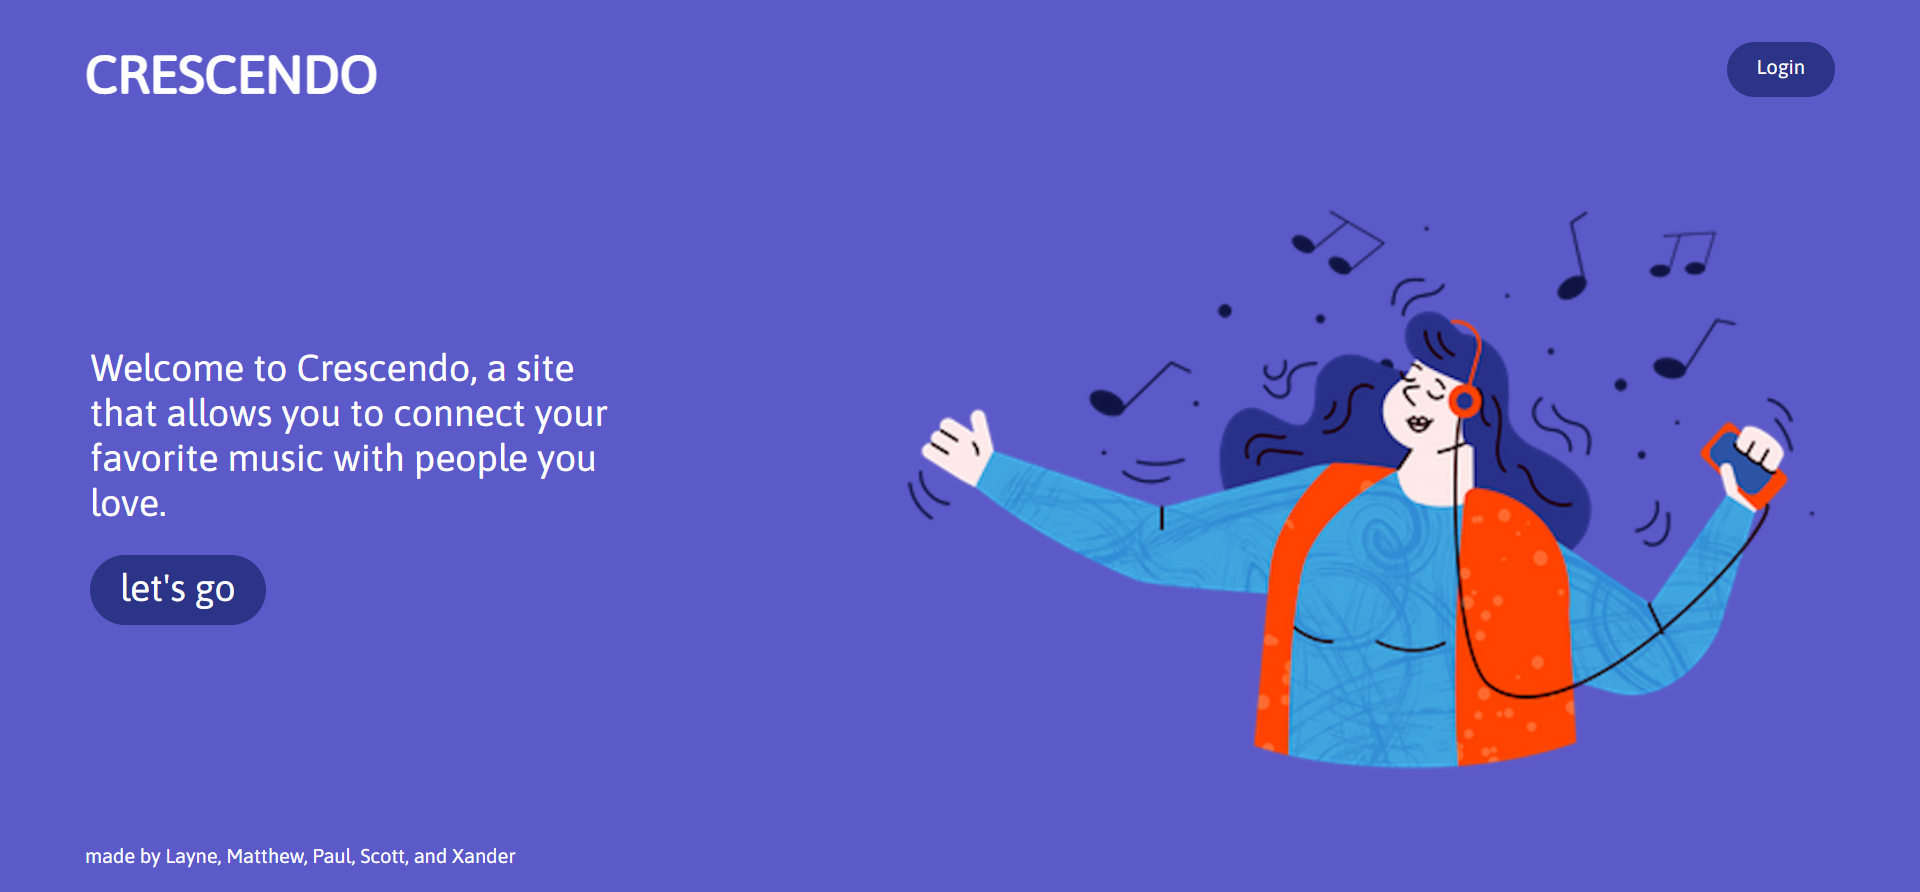 CRESCENDO
Login
Welcome to Crescendo, a site
that allows you to connect your
favorite music with people you
love.
let's go
made by Layne, Matthew, Paul, Scott, and Xander